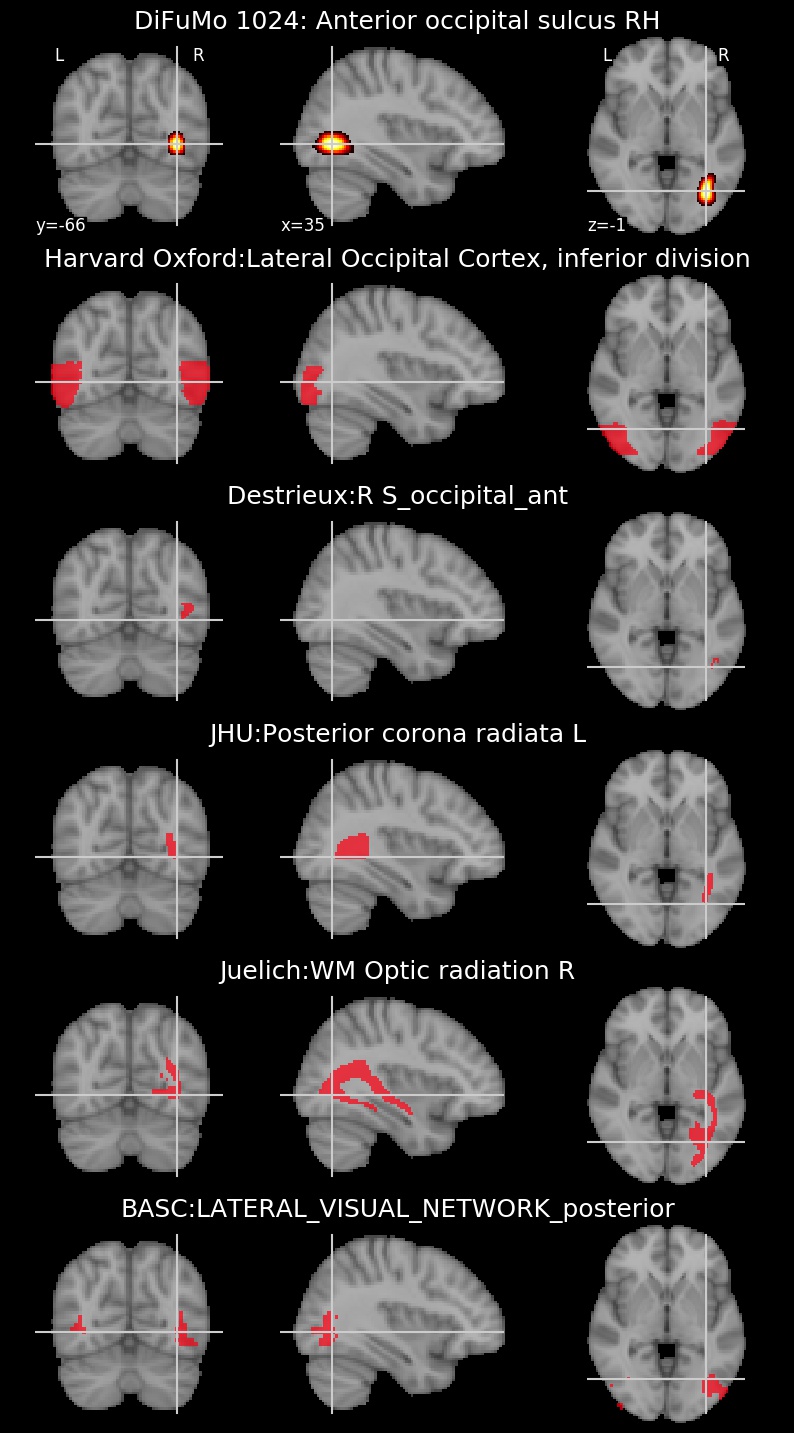 DiFuMo 1024: Anterior occipital sulcus RH
L R L R
y=-66 x=35 z=-1
Harvard Oxford:Lateral Occipital Cortex, inferior division
Destrieux:R S_occipital_ant
JHU:Posterior corona radiata L
Juelich:WM Optic radiation R
BASC:LATERAL_VISUAL_NETWORK_posterior